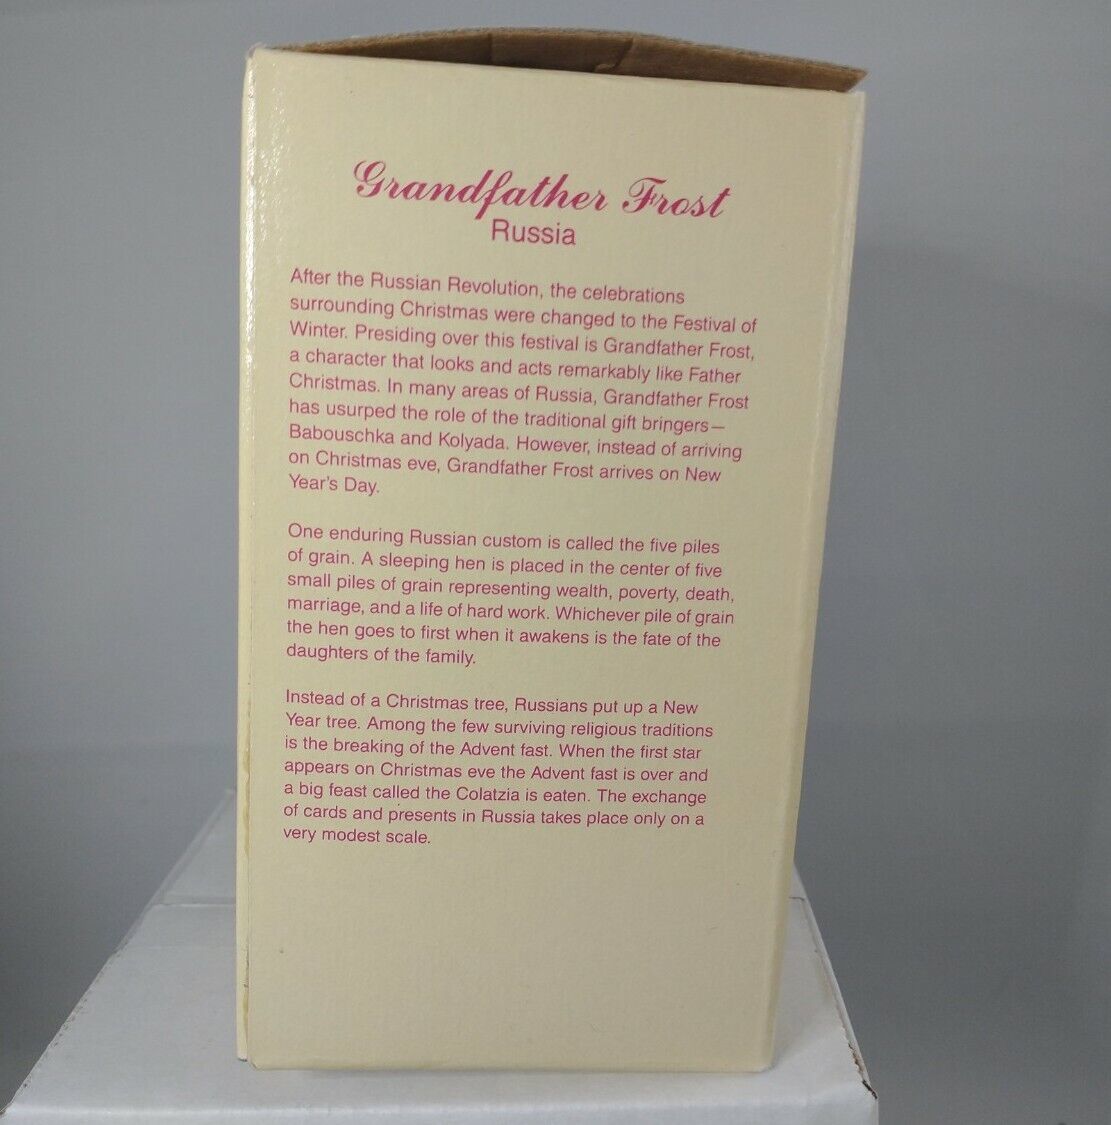 Grandfather Frost
Russia
After the Russian Revolution, the celebrations
surrounding Christmas were changed to the Festival of
Winter. Presiding over this festival is Grandfather Frost,
a character that looks and acts remarkably like Father
Christmas. In many areas of Russia, Grandfather Frost
has usurped the role of the traditional gift bringers—
Babouschka and Kolyada. However, instead of arriving
on Christmas eve, Grandfather Frost arrives on New
Year's Day.
One enduring Russian custom is called the five piles
of grain. A sleeping hen is placed in the center of five
small piles of grain representing wealth, poverty, death,
marriage, and a life of hard work. Whichever pile of grain
the hen goes to first when it awakens is the fate of the
daughters of the family.
Instead of a Christmas tree, Russians put up a New
Year tree. Among the few surviving religious traditions
is the breaking of the Advent fast. When the first star
appears on Christmas eve the Advent fast is over and
a big feast called the Colatzia is eaten. The exchange
of cards and presents in Russia takes place only on a
very modest scale.